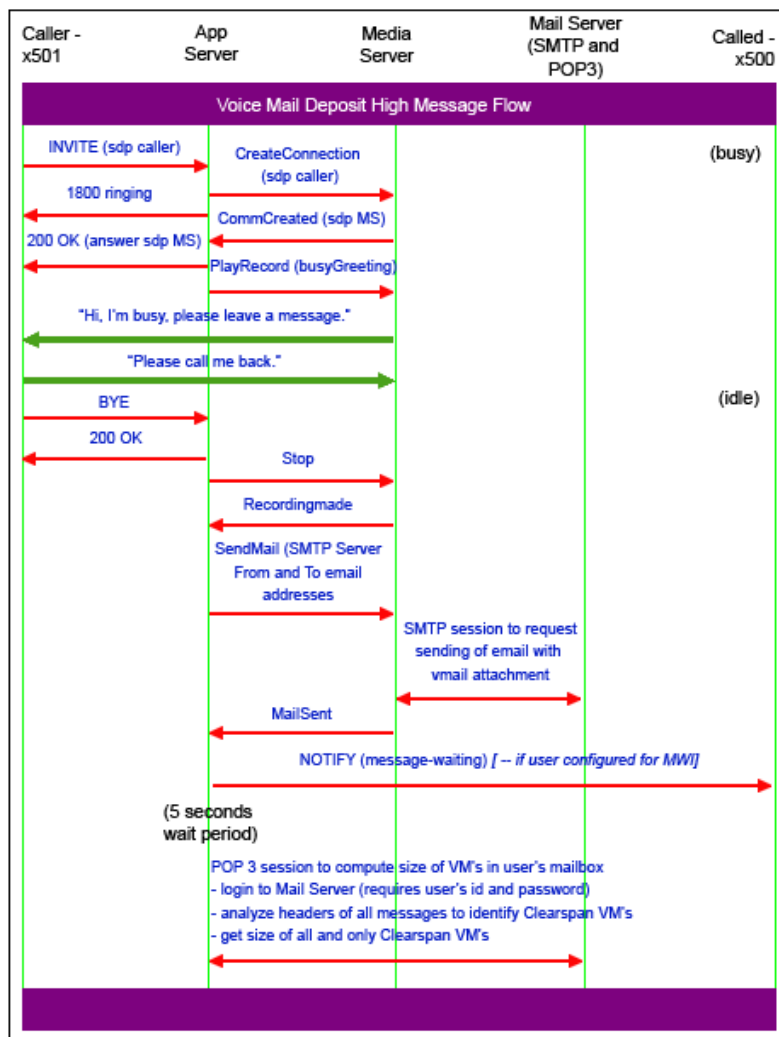 Caller -
x501
App
Server
Media
Server
Mail Server
(SMTP and
POP3)
Called -
x500
Voice Mail Deposit High Message Flow
INVITE (sdp caller)
CreateConnection
(sdp caller)
(busy)
1800 ringing
CommCreated (sdp MS)
200 OK (answer sdp MS)
PlayRecord (busyGreeting)
"Hi, I'm busy, please leave a message."
"Please call me back."
BYE
(idle)
200 OK
Stop
Recordingmade
SendMail (SMTP Server
From and To email
addresses
SMTP session to request
sending of email with
vmail attachment
MailSent
NOTIFY (message-waiting) [ -- if user configured for MWI]
(5 seconds
wait period)
POP 3 session to compute size of VM's in user's mailbox
- login to Mail Server (requires user's id and password)
- analyze headers of all messages to identify Clearspan VM's
- get size of all and only Clearspan VM's